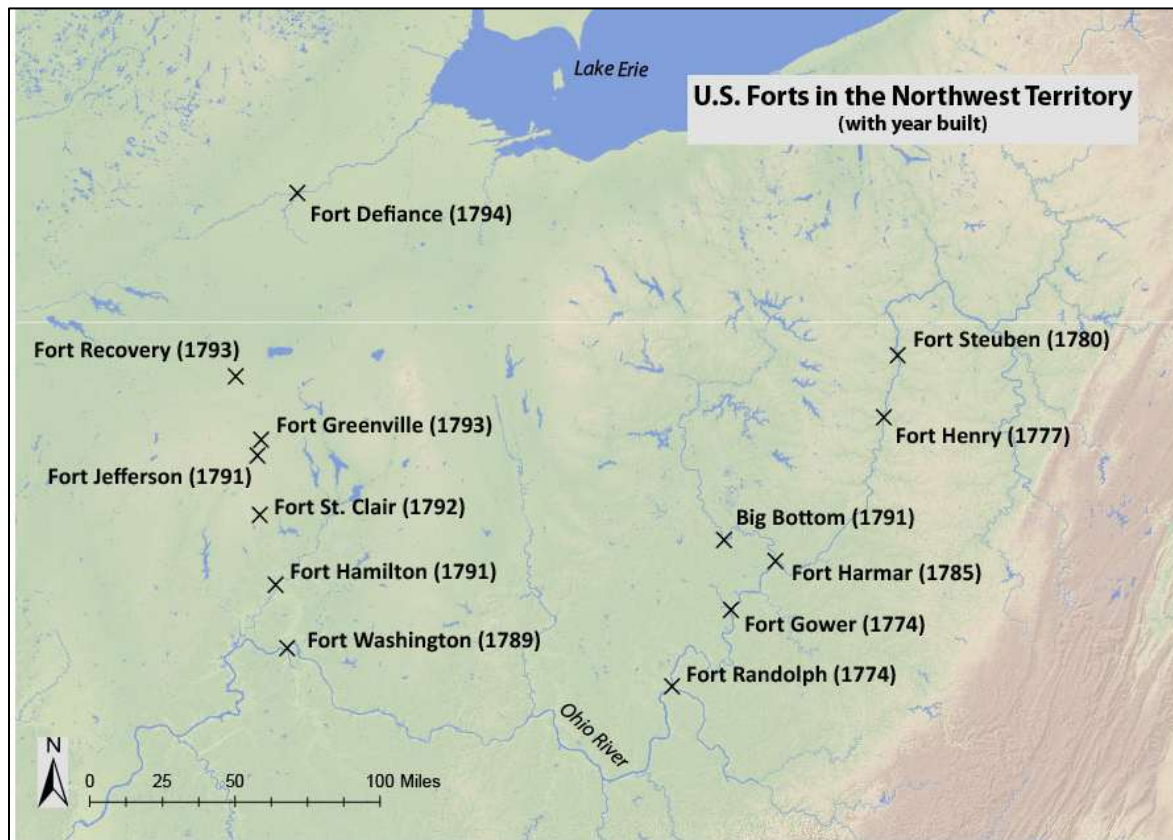 Lake Erie
U.S. Forts in the Northwest Territory
(with year built)
Fort Defiance (1794)
Fort Recovery (1793)
Fort Steuben (1780)
Fort Greenville (1793)
Fort Henry (1777)
Fort Jefferson (1791)
Fort St. Clair (1792)
Big Bottom (1791)
Fort Hamilton (1791)
Fort Harmar (1785)
Fort Gower (1774)
Fort Washington (1789)
Fort Randolph (1774)
Ohio River
N
0 50 100 Miles